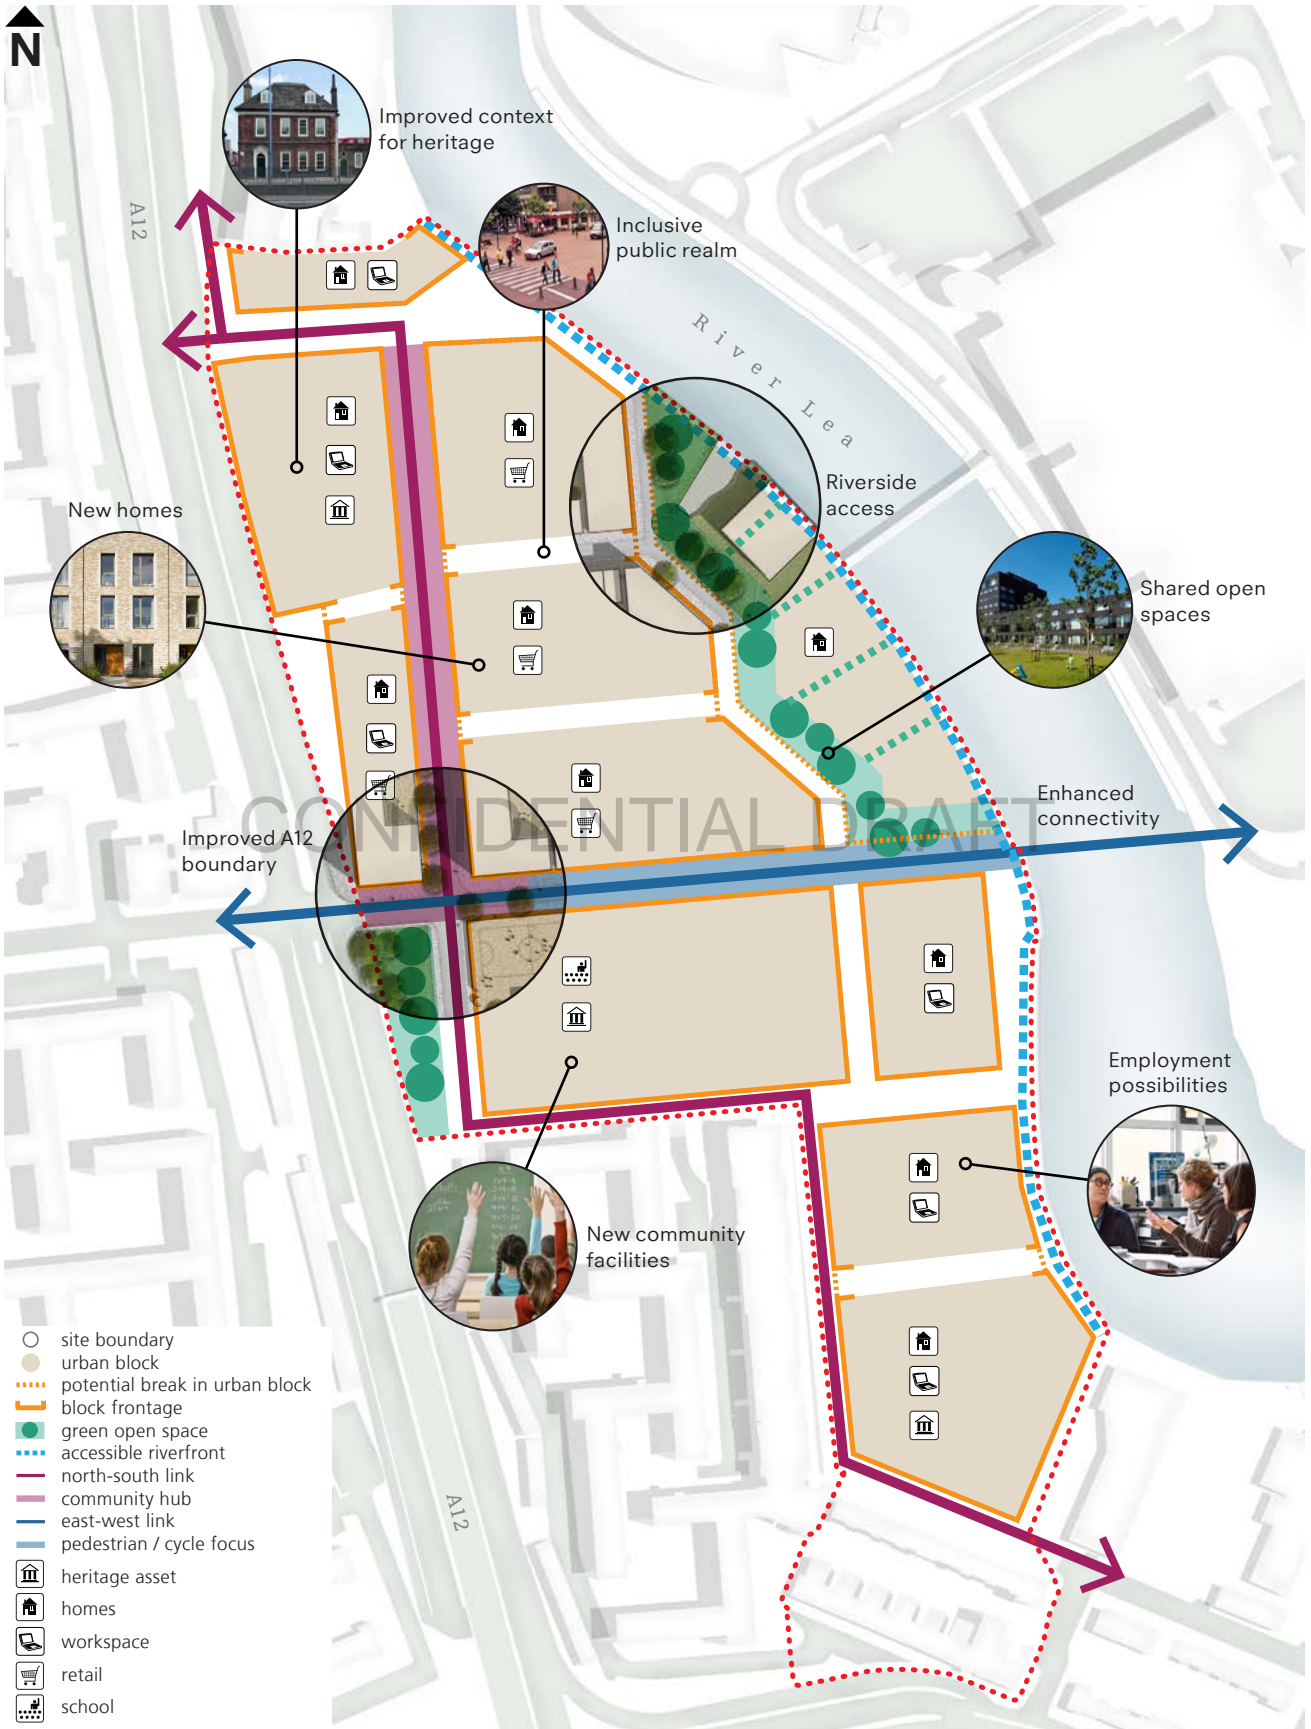 N
Improved context
for heritage
A12
Inclusive
public realm
River Lea
Riverside
access
New homes
Shared open
spaces
CONFIDENTIAL DRAFT
Enhanced
connectivity
Improved A12
boundary
Employment
possibilities
New community
facilities
site boundary
urban block
potential break in urban block
block frontage
green open space
accessible riverfront
north-south link
community hub
east-west link
pedestrian / cycle focus
heritage asset
homes
workspace
retail
school
A12